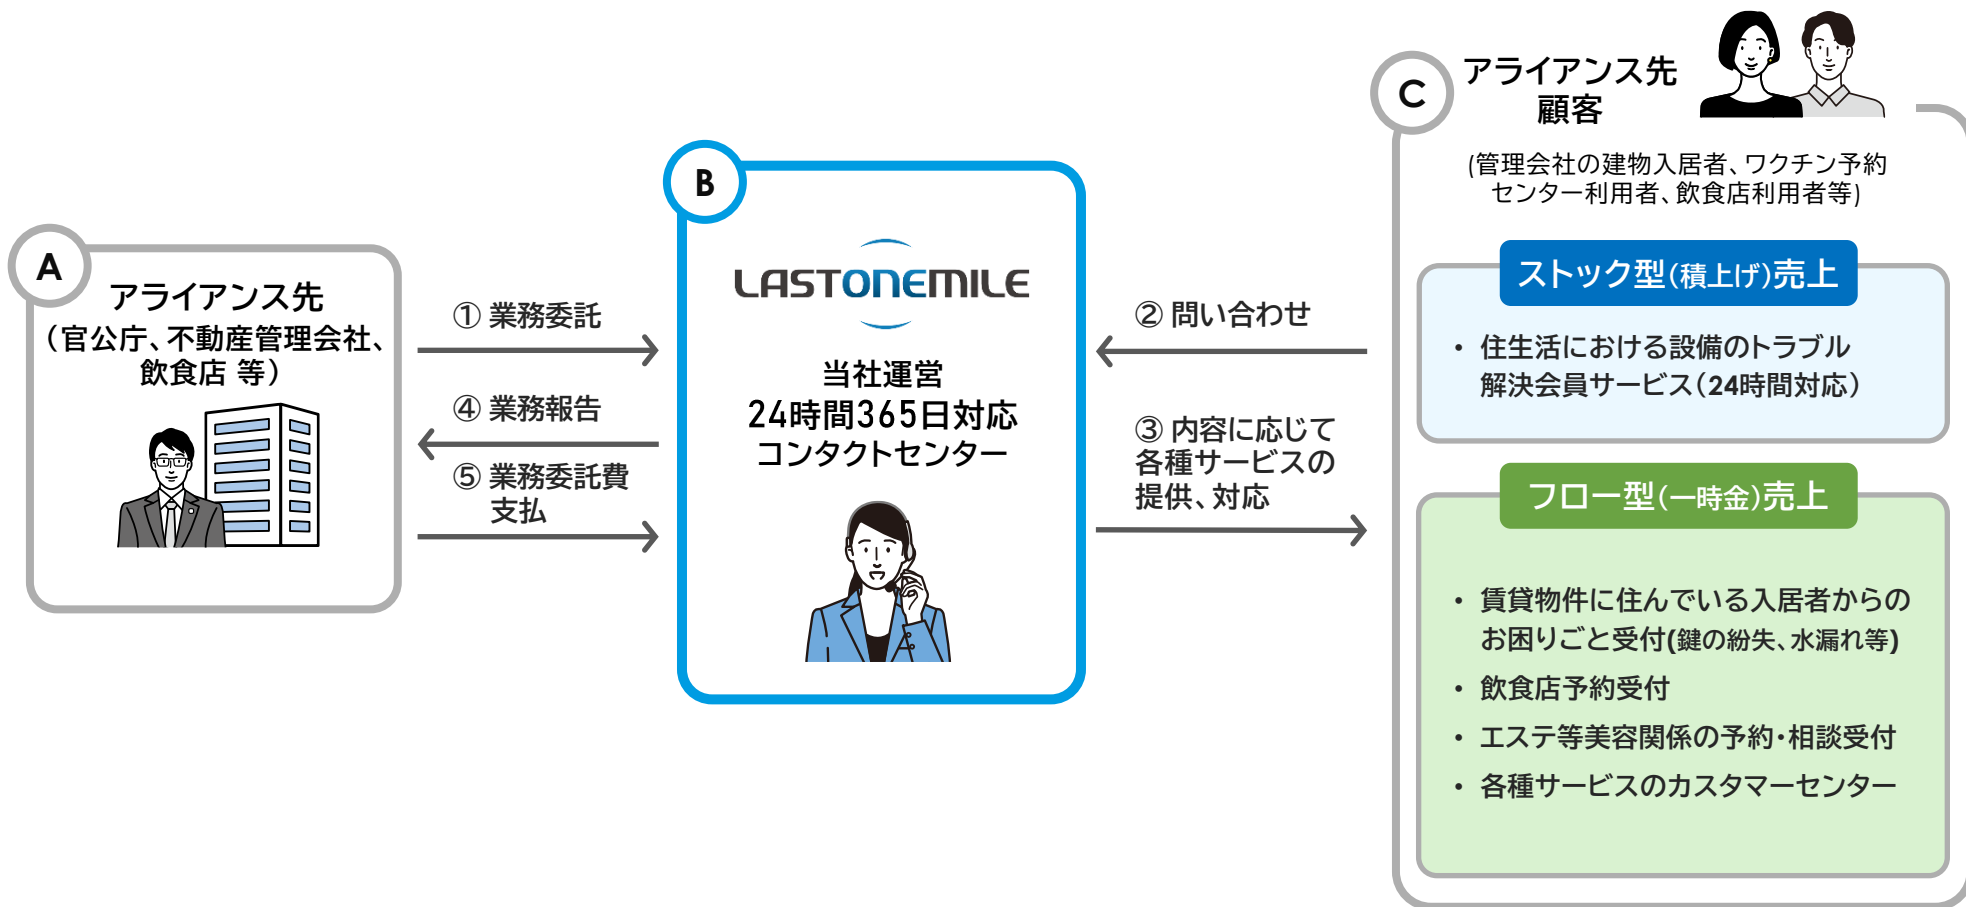 A
アライアンス先
（官公庁、不動産管理会社、
飲食店 等）
① 業務委託
④ 業務報告
⑤ 業務委託費
支払
B
LASTONEMILE
当社運営
24時間365日対応
コンタクトセンター
② 問い合わせ
③ 内容に応じて
各種サービスの
提供、対応
C
アライアンス先
顧客
(管理会社の建物入居者、ワクチン予約
センター利用者、飲食店利用者等)
ストック型(積上げ)売上
・ 住生活における設備のトラブル
解決会員サービス（24時間対応）
フロー型(一時金)売上
・ 賃貸物件に住んでいる入居者からの
お困りごと受付(鍵の紛失、水漏れ等)
・ 飲食店予約受付
・ エステ等美容関係の予約・相談受付
・ 各種サービスのカスタマーセンター